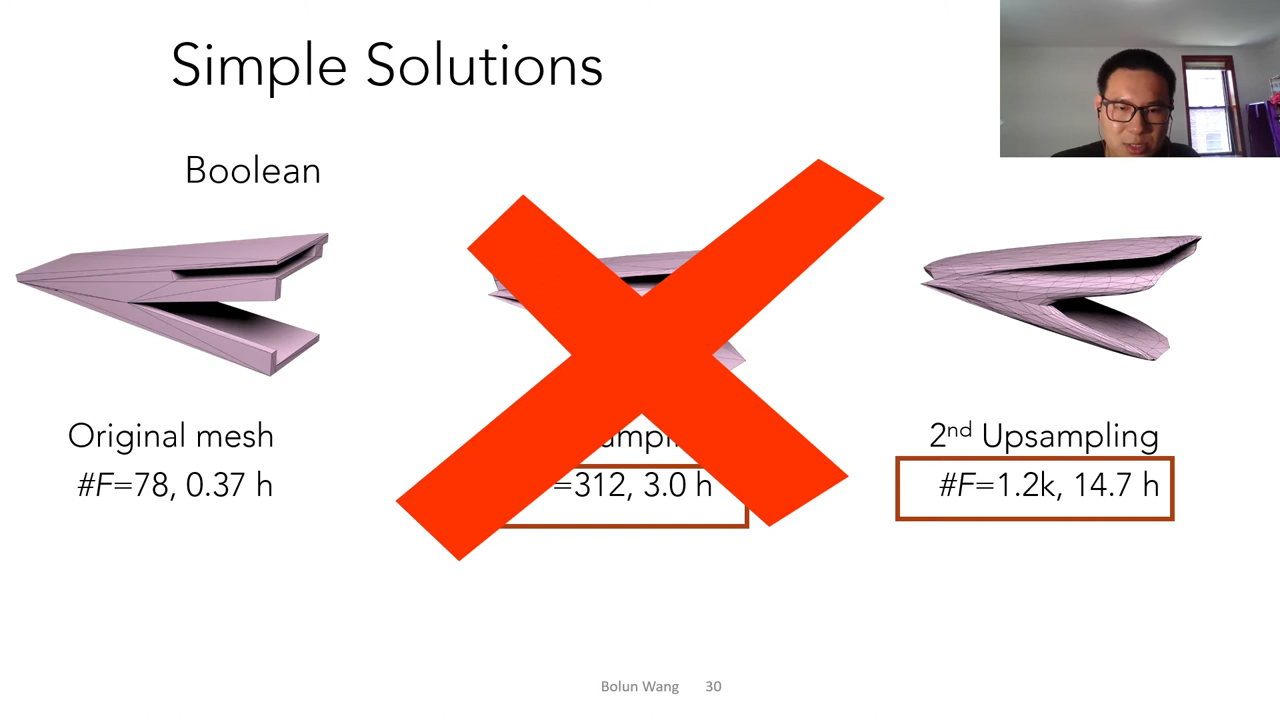 Simple Solutions
Boolean
Original mesh
#F=78, 0.37 h
=312, 3.0 h
2nd Upsampling
#F=1.2k, 14.7 h
Bolun Wang 30